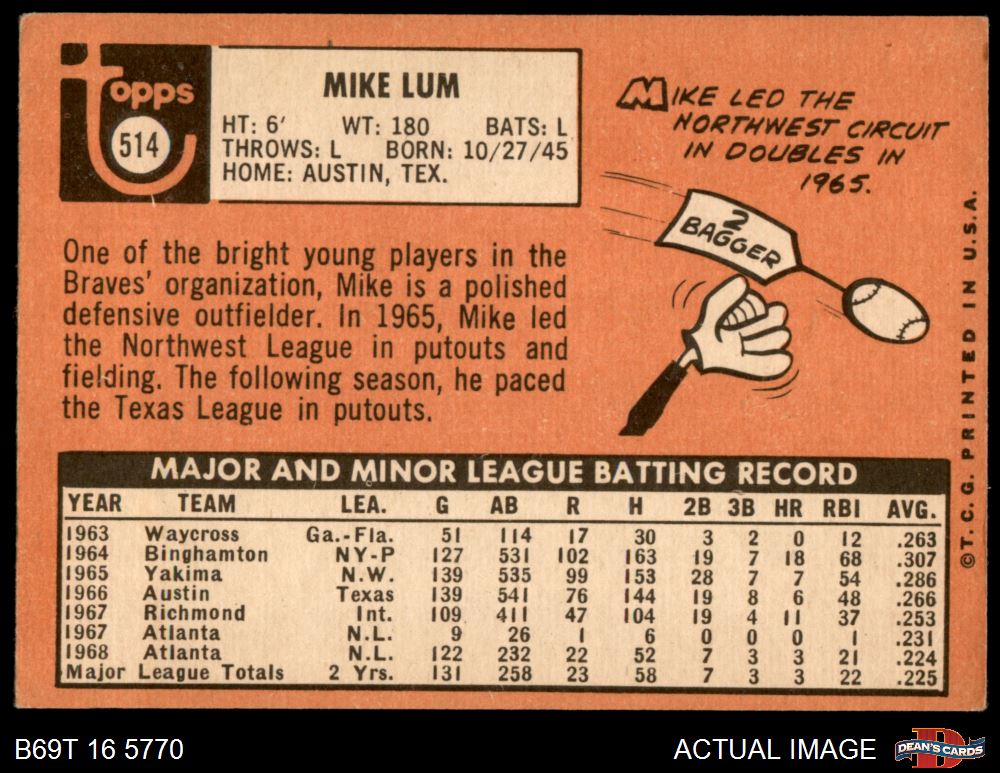 topps
514
MIKE LUM
HT: 6' WT: 180 BATS: L
THROWS: L BORN: 10/27/45
HOME: AUSTIN, TEX.
One of the bright young players in the
Braves' organization, Mike is a polished
defensive outfielder. In 1965, Mike led
the Northwest League in putouts and
fielding. The following season, he paced
the Texas League in putouts.
MIKE LED THE
NORTHWEST CIRCUIT
IN DOUBLES IN
1965.
2
BAGGER
©T.C.G. PRINTED IN U.S.A.
MAJOR AND MINOR LEAGUE BATTING RECORD
YEAR TEAM LEA. G AB R H 2B 3B HR RBI AVG.
1963 Waycross Ga.-Fla. 51 114 17 30 3 2 0 12 .263
1964 Binghamton NY-P 127 531 102 163 19 7 18 68 .307
1965 Yakima N.W. 139 535 99 153 28 7 7 54 .286
1966 Austin Texas 139 541 76 144 19 8 6 48 .266
1967 Richmond Int. 109 411 47 104 19 4 11 37 .253
1967 Atlanta N.L. 9 26 1 6 0 0 0 1 .231
1968 Atlanta N.L. 122 232 22 52 7 3 3 21 .224
Major League Totals 2 Yrs. 131 258 23 58 7 3 3 22 .225
B69T 16 5770
ACTUAL IMAGE
D
DEAN'S CARDS